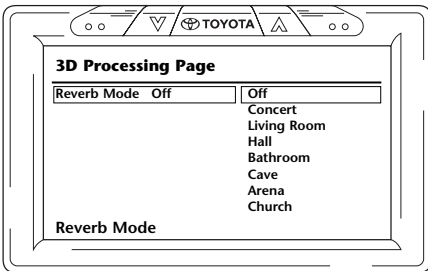 TOYOTA
3D Processing Page
Reverb Mode Off Off
Concert
Living Room
Hall
Bathroom
Cave
Arena
Church
Reverb Mode